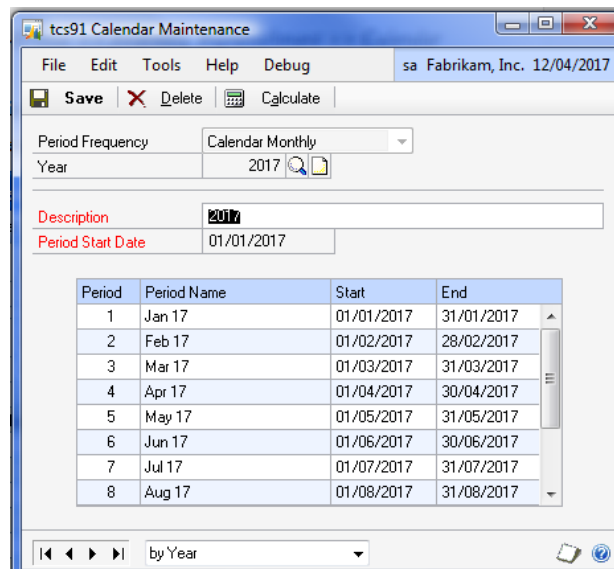 tcs91 Calendar Maintenance
File Edit Tools Help Debug sa Fabrikam, Inc. 12/04/2017
Save Delete Calculate
Period Frequency Calendar Monthly
Year 2017
Description 2017
Period Start Date 01/01/2017
Period Period Name Start End
1 Jan 17 01/01/2017 31/01/2017
2 Feb 17 01/02/2017 28/02/2017
3 Mar 17 01/03/2017 31/03/2017
4 Apr 17 01/04/2017 30/04/2017
5 May 17 01/05/2017 31/05/2017
6 Jun 17 01/06/2017 30/06/2017
7 Jul 17 01/07/2017 31/07/2017
8 Aug 17 01/08/2017 31/08/2017
by Year